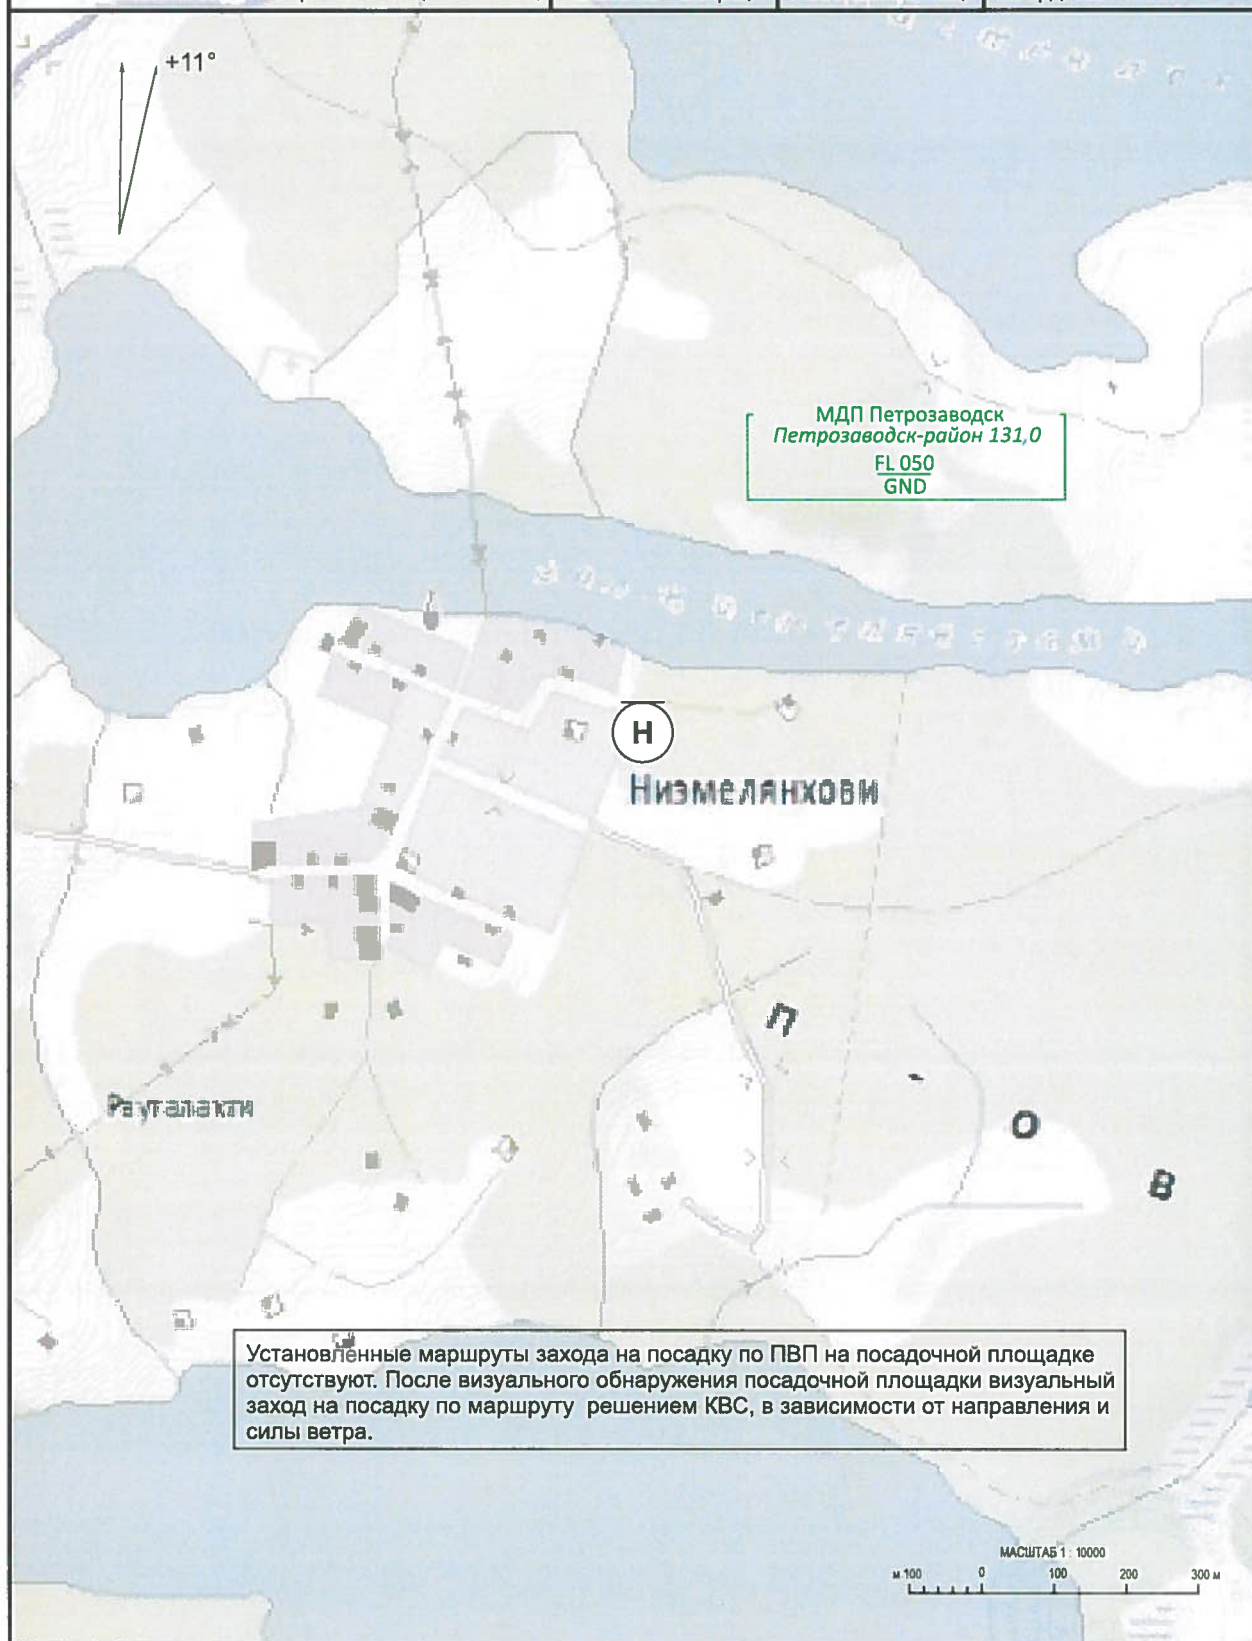 +11°
МДП Петрозаводск
Петрозаводск-район 131,0
FL 050
GND
H
Ниэмелянхови
П
О
В
Рауталахти
Установленные маршруты захода на посадку по ПВП на посадочной площадке
отсутствуют. После визуального обнаружения посадочной площадки визуальный
заход на посадку по маршруту решением КВС, в зависимости от направления и
силы ветра.
МАСШТАБ 1 : 10000
м 100 0 100 200 300 м